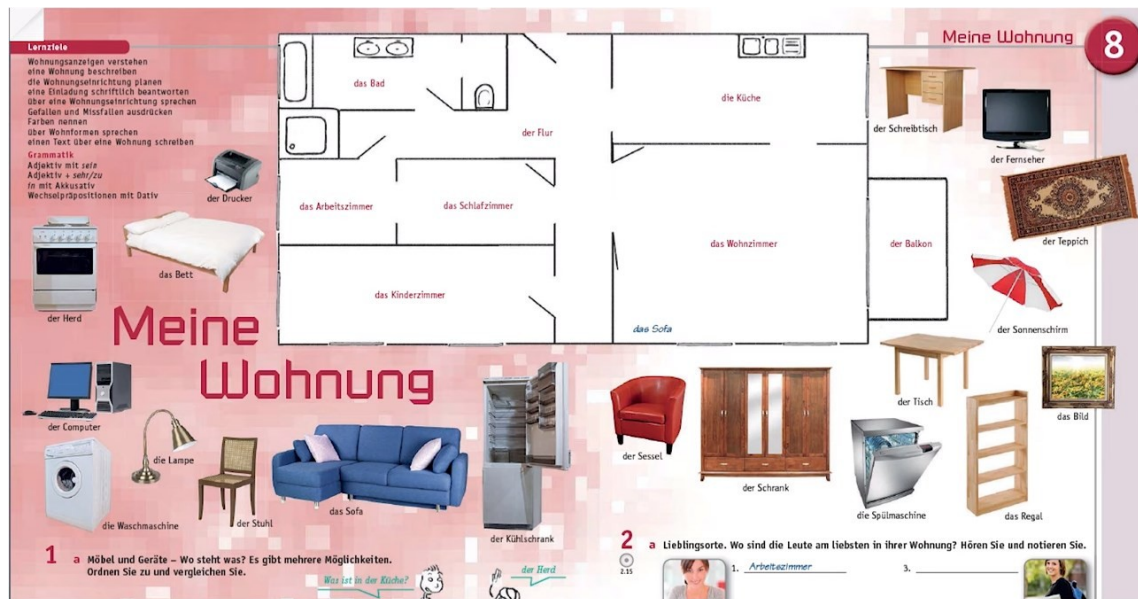 Meine Wohnung
8
Lernziele
Wohnungsanzeigen verstehen
eine Wohnung beschreiben
die Wohnungseinrichtung planen
eine Einladung schriftlich beantworten
über eine Wohnungseinrichtung sprechen
Gefallen und Missfallen ausdrücken
Farben nennen
über Wohnformen sprechen
einen Text über eine Wohnung schreiben
Grammatik
Adjektiv mit sein
Adjektiv + sehr/zu
in mit Akkusativ
Wechselpräpositionen mit Dativ
das Bad
die Küche
der Flur
das Arbeitszimmer
das Schlafzimmer
das Wohnzimmer
der Balkon
das Kinderzimmer
das Sofa
der Schreibtisch
der Fernseher
der Drucker
der Teppich
das Bett
der Herd
der Sonnenschirm
Meine
Wohnung
der Computer
die Lampe
die Waschmaschine
der Stuhl
das Sofa
der Kühlschrank
der Sessel
der Schrank
der Tisch
das Bild
die Spülmaschine
das Regal
1 a Möbel und Geräte – Wo steht was? Es gibt mehrere Möglichkeiten.
Ordnen Sie zu und vergleichen Sie.
Was ist in der Küche?
der Herd
2 a Lieblingsorte. Wo sind die Leute am liebsten in ihrer Wohnung? Hören Sie und notieren Sie.
2.15
1. Arbeitszimmer
3.